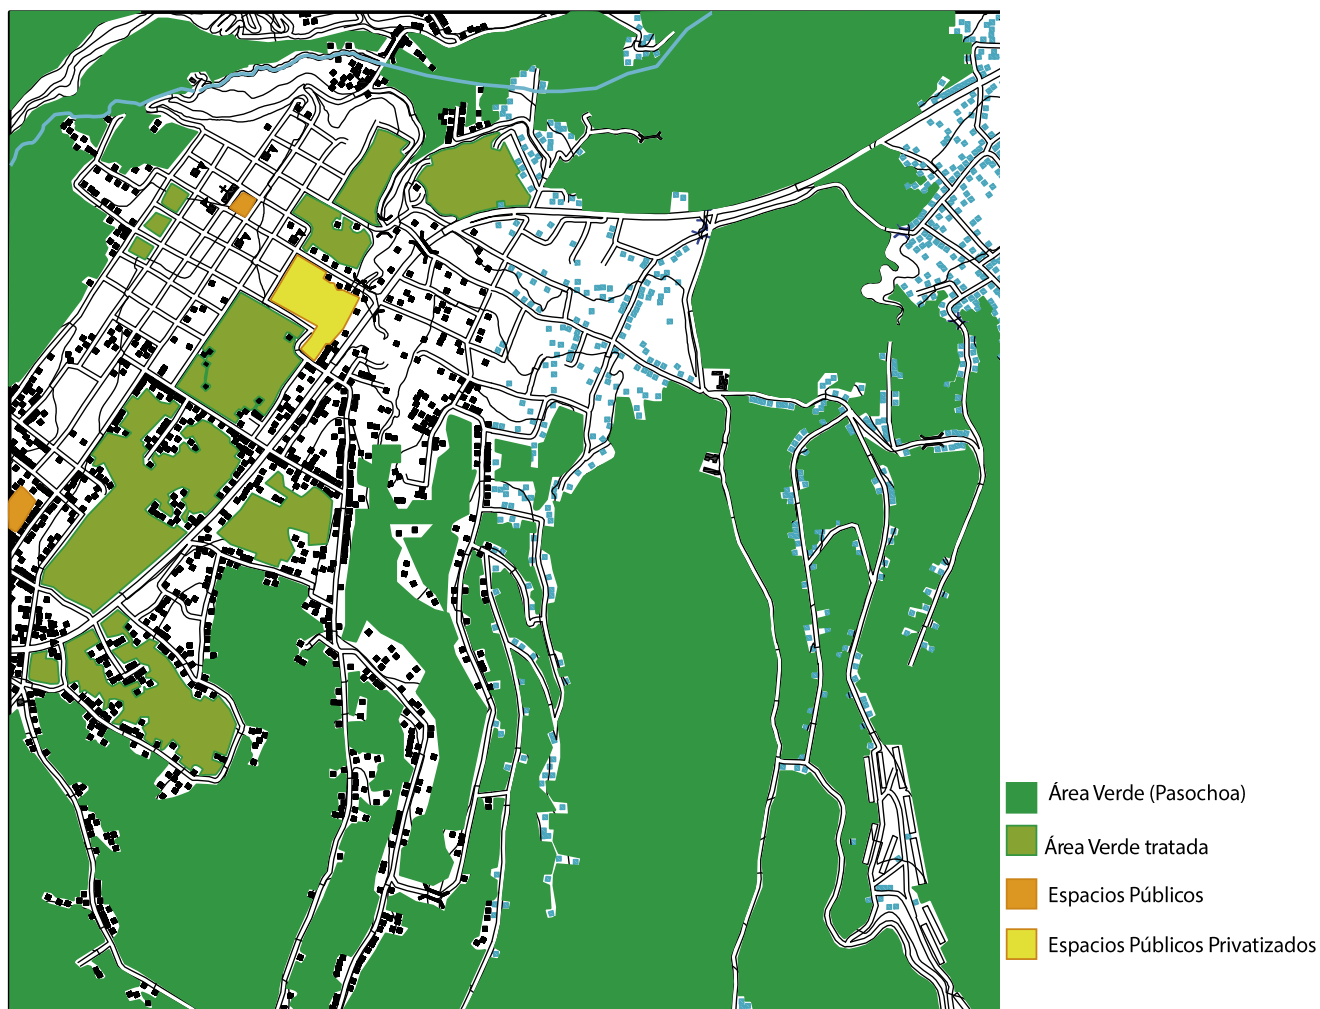 Área Verde (Pasochoa)
Área Verde tratada
Espacios Públicos
Espacios Públicos Privatizados